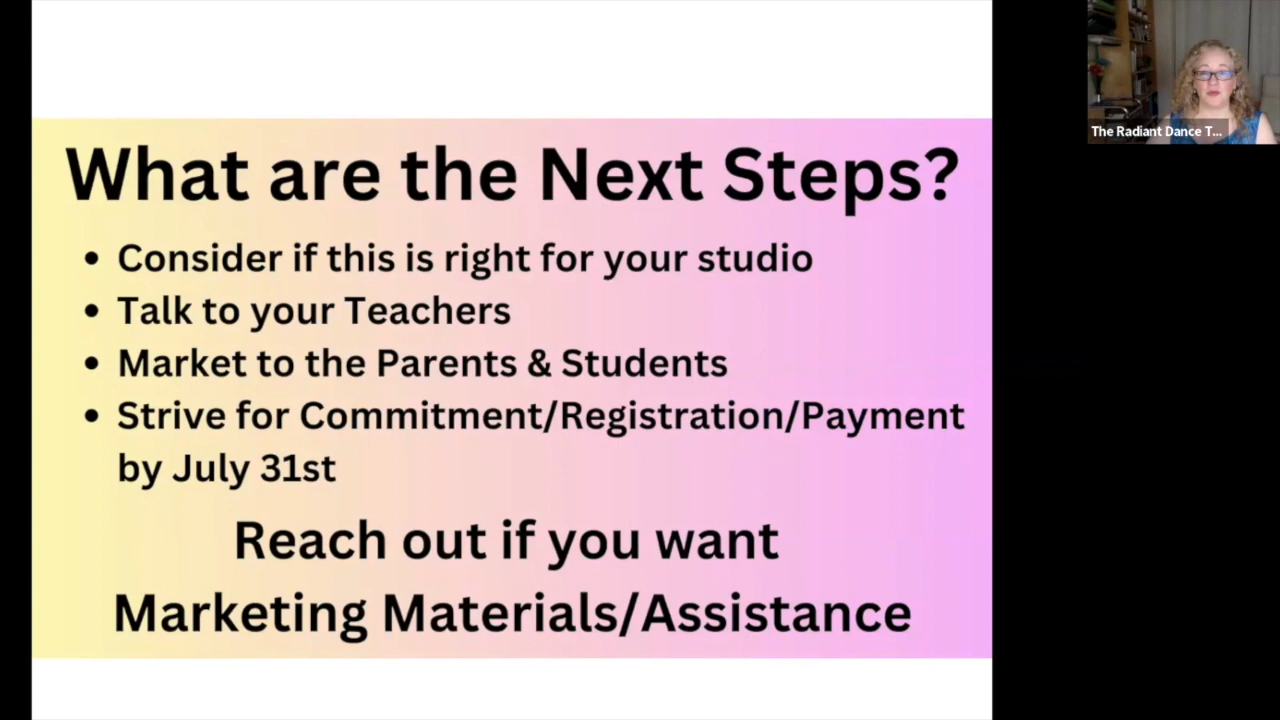 What are the Next Steps?
• Consider if this is right for your studio
• Talk to your Teachers
• Market to the Parents & Students
• Strive for Commitment/Registration/Payment
by July 31st
Reach out if you want
Marketing Materials/Assistance
The Radiant Dance T...